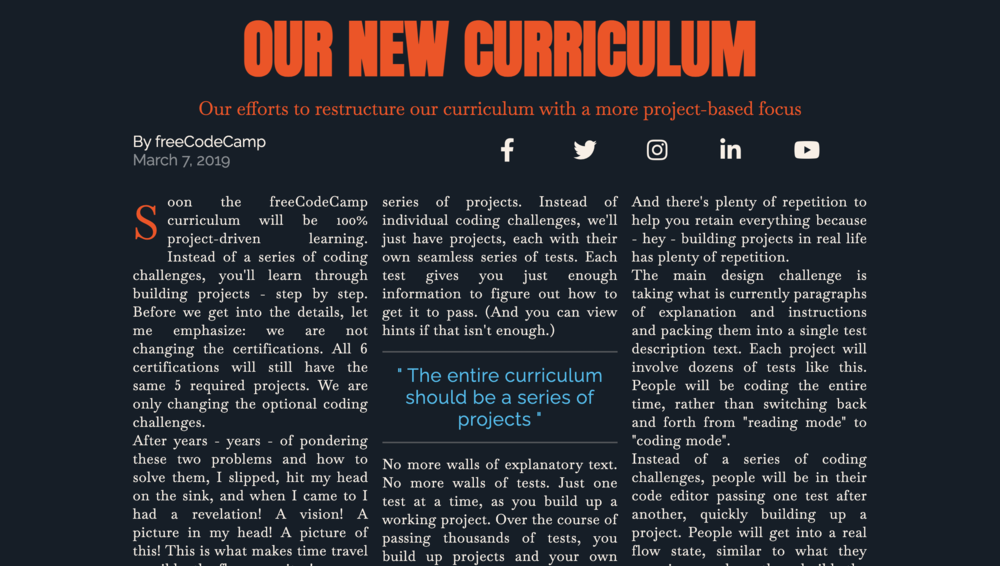 OUR NEW CURRICULUM
Our efforts to restructure our curriculum with a more project-based focus
By freeCodeCamp
March 7, 2019
Soon the freeCodeCamp
curriculum will be 100%
project-driven learning.
Instead of a series of coding
challenges, you'll learn through
building projects - step by step.
Before we get into the details, let
me emphasize: we are not
changing the certifications. All 6
certifications will still have the
same 5 required projects. We are
only changing the optional coding
challenges.
After years - years - of pondering
these two problems and how to
solve them, I slipped, hit my head
on the sink, and when I came to I
had a revelation! A vision! A
picture in my head! A picture of
this! This is what makes time travel
series of projects. Instead of
individual coding challenges, we'll
just have projects, each with their
own seamless series of tests. Each
test gives you just enough
information to figure out how to
get it to pass. (And you can view
hints if that isn't enough.)
" The entire curriculum
should be a series of
projects "
No more walls of explanatory text.
No more walls of tests. Just one
test at a time, as you build up a
working project. Over the course of
passing thousands of tests, you
build up projects and your own
And there's plenty of repetition to
help you retain everything because
- hey - building projects in real life
has plenty of repetition.
The main design challenge is
taking what is currently paragraphs
of explanation and instructions
and packing them into a single test
description text. Each project will
involve dozens of tests like this.
People will be coding the entire
time, rather than switching back
and forth from "reading mode" to
"coding mode".
Instead of a series of coding
challenges, people will be in their
code editor passing one test after
another, quickly building up a
project. People will get into a real
flow state, similar to what they